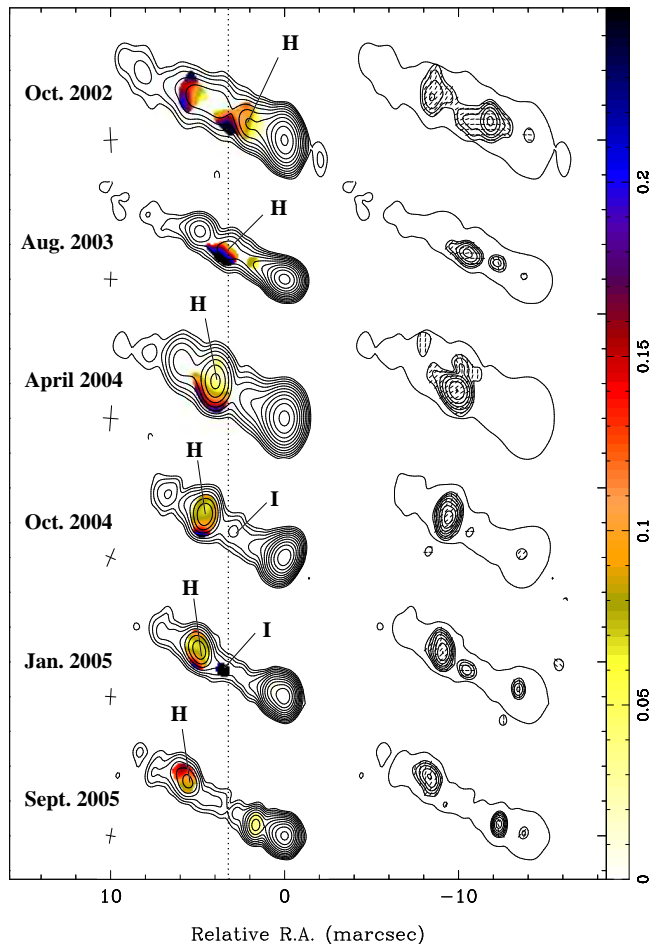 H
Oct. 2002
0.2
H
Aug. 2003
H
April 2004
0.15
H
I
Oct. 2004
0.1
H
I
Jan. 2005
0.05
H
Sept. 2005
0
10 0 −10
Relative R.A. (marcsec)